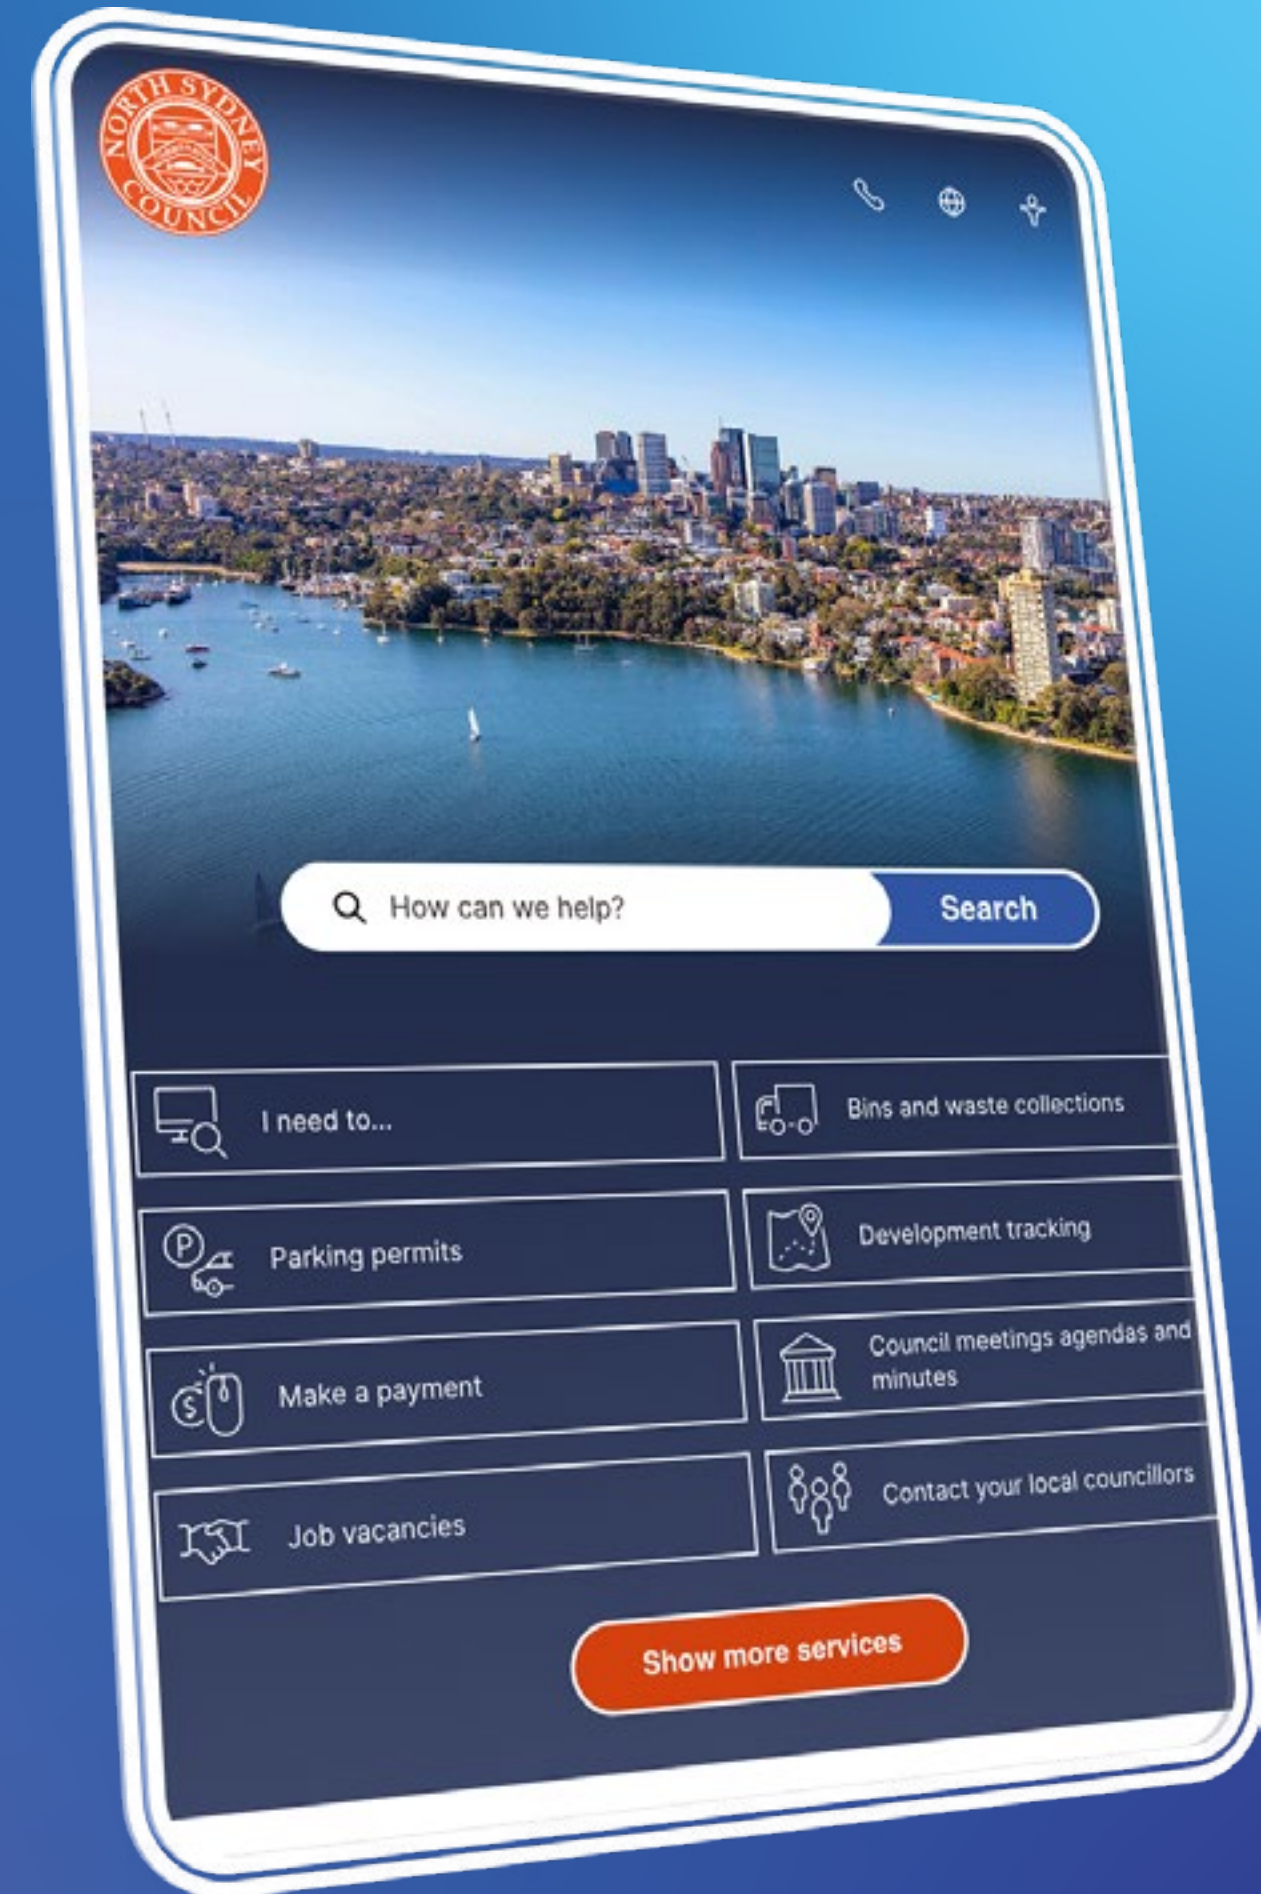 NORTH SYDNEY
COUNCIL
How can we help?
Search
I need to...
Bins and waste collections
Parking permits
Development tracking
Make a payment
Council meetings agendas and
minutes
Job vacancies
Contact your local councillors
Show more services